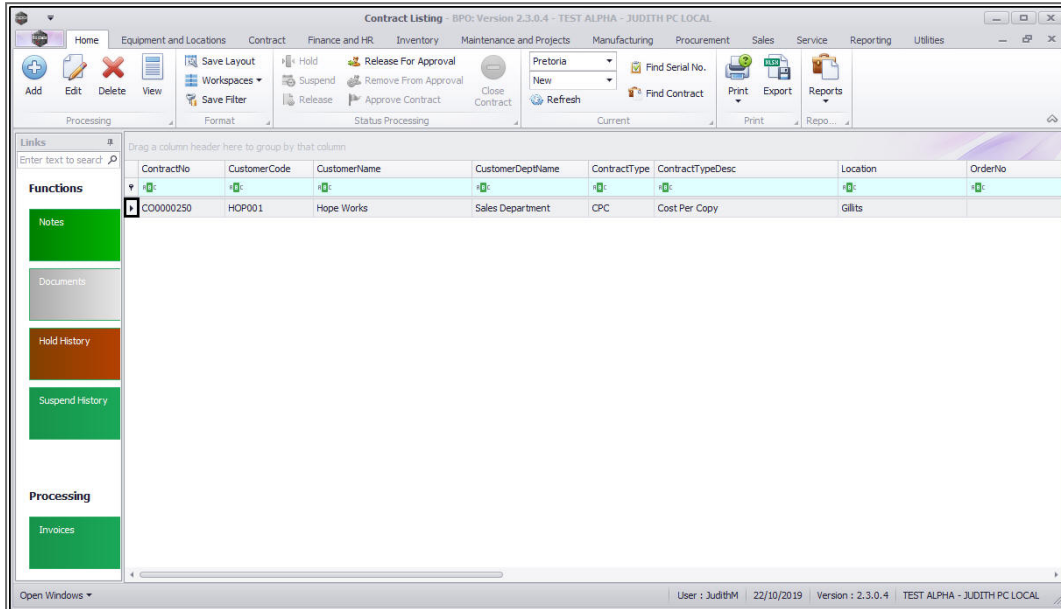 Contract Listing - BPO: Version 2.3.0.4 - TEST ALPHA - JUDITH PC LOCAL
Home Equipment and Locations Contract Finance and HR Inventory Maintenance and Projects Manufacturing Procurement Sales Service Reporting Utilities
Add Edit Delete View
Save Layout
Workspaces
Save Filter
Hold
Suspend
Release
Release For Approval
Remove From Approval
Approve Contract
Close Contract
Pretoria
New
Refresh
Find Serial No.
Find Contract
Print Export Reports
Processing Format Status Processing Current Print Repo...
Links
Enter text to search
Drag a column header here to group by that column
ContractNo CustomerCode CustomerName CustomerDeptName ContractType ContractTypeDesc Location OrderNo
CO0000250 HOP001 Hope Works Sales Department CPC Cost Per Copy Gillits
Functions
Notes
Documents
Hold History
Suspend History
Processing
Invoices
Open Windows User : JudithM 22/10/2019 Version : 2.3.0.4 TEST ALPHA - JUDITH PC LOCAL